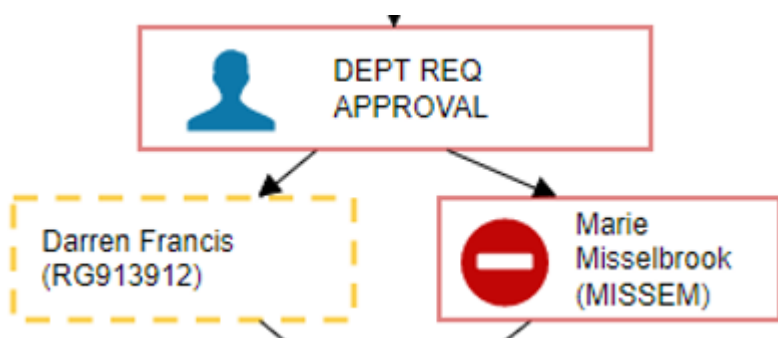 DEPT REQ
APPROVAL
Darren Francis
(RG913912)
Marie
Misselbrook
(MISSEM)